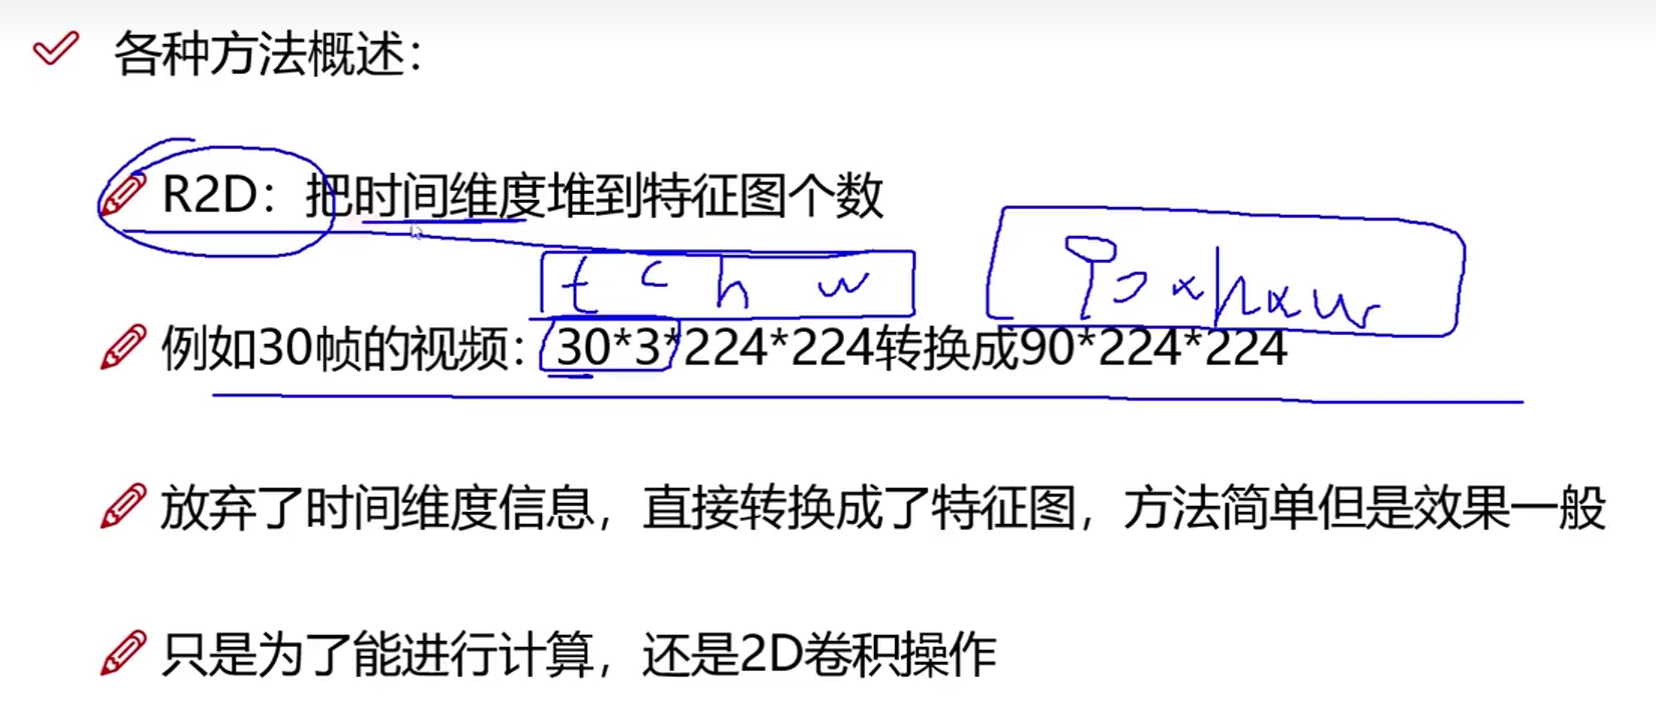 各种方法概述：
R2D：把时间维度堆到特征图个数
t c h w
90×h×w
例如30帧的视频：30*3*224*224转换成90*224*224
放弃了时间维度信息，直接转换成了特征图，方法简单但是效果一般
只是为了能进行计算，还是2D卷积操作